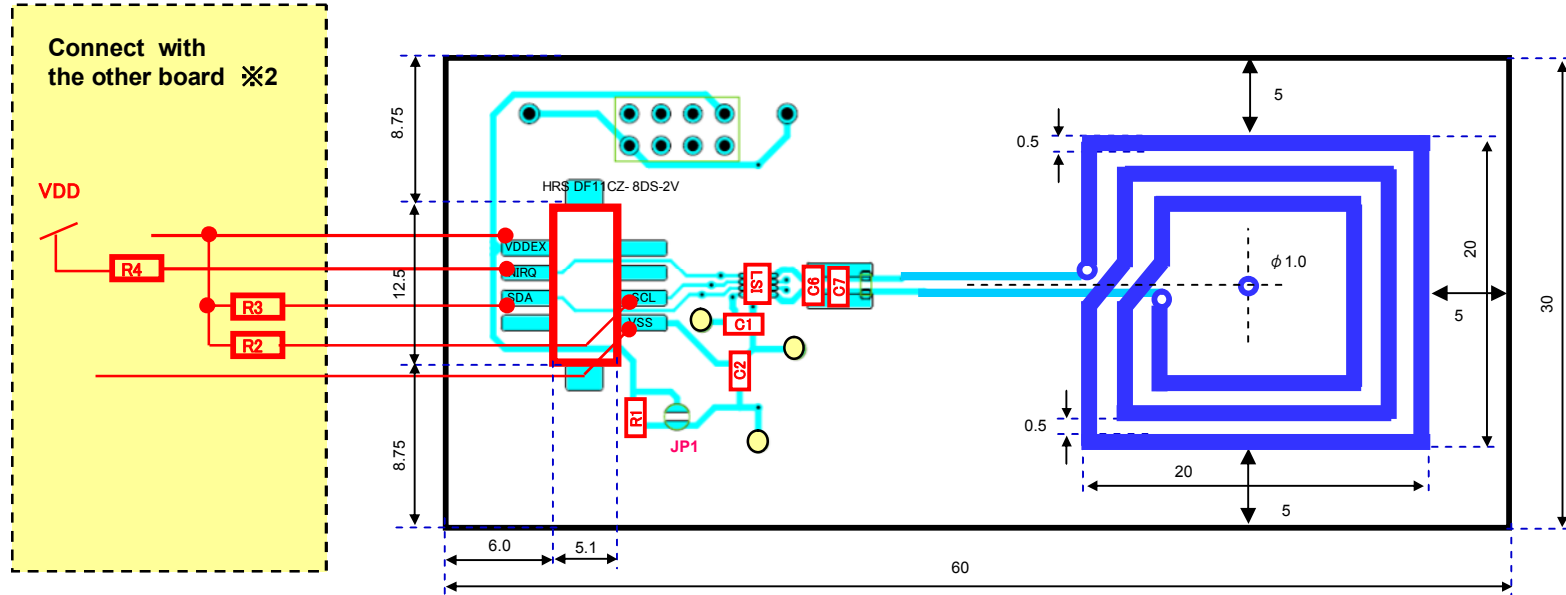 Connect with
the other board ※2
VDD
R4
R3
R2
8.75
12.5
8.75
HRS DF11CZ- 8DS-2V
VDDEX
NIRQ
SDA
SCL
VSS
LSI
C6
C7
C1
C2
R1
JP1
5
0.5
φ1.0
20
5
30
0.5
20
5
6.0
5.1
60